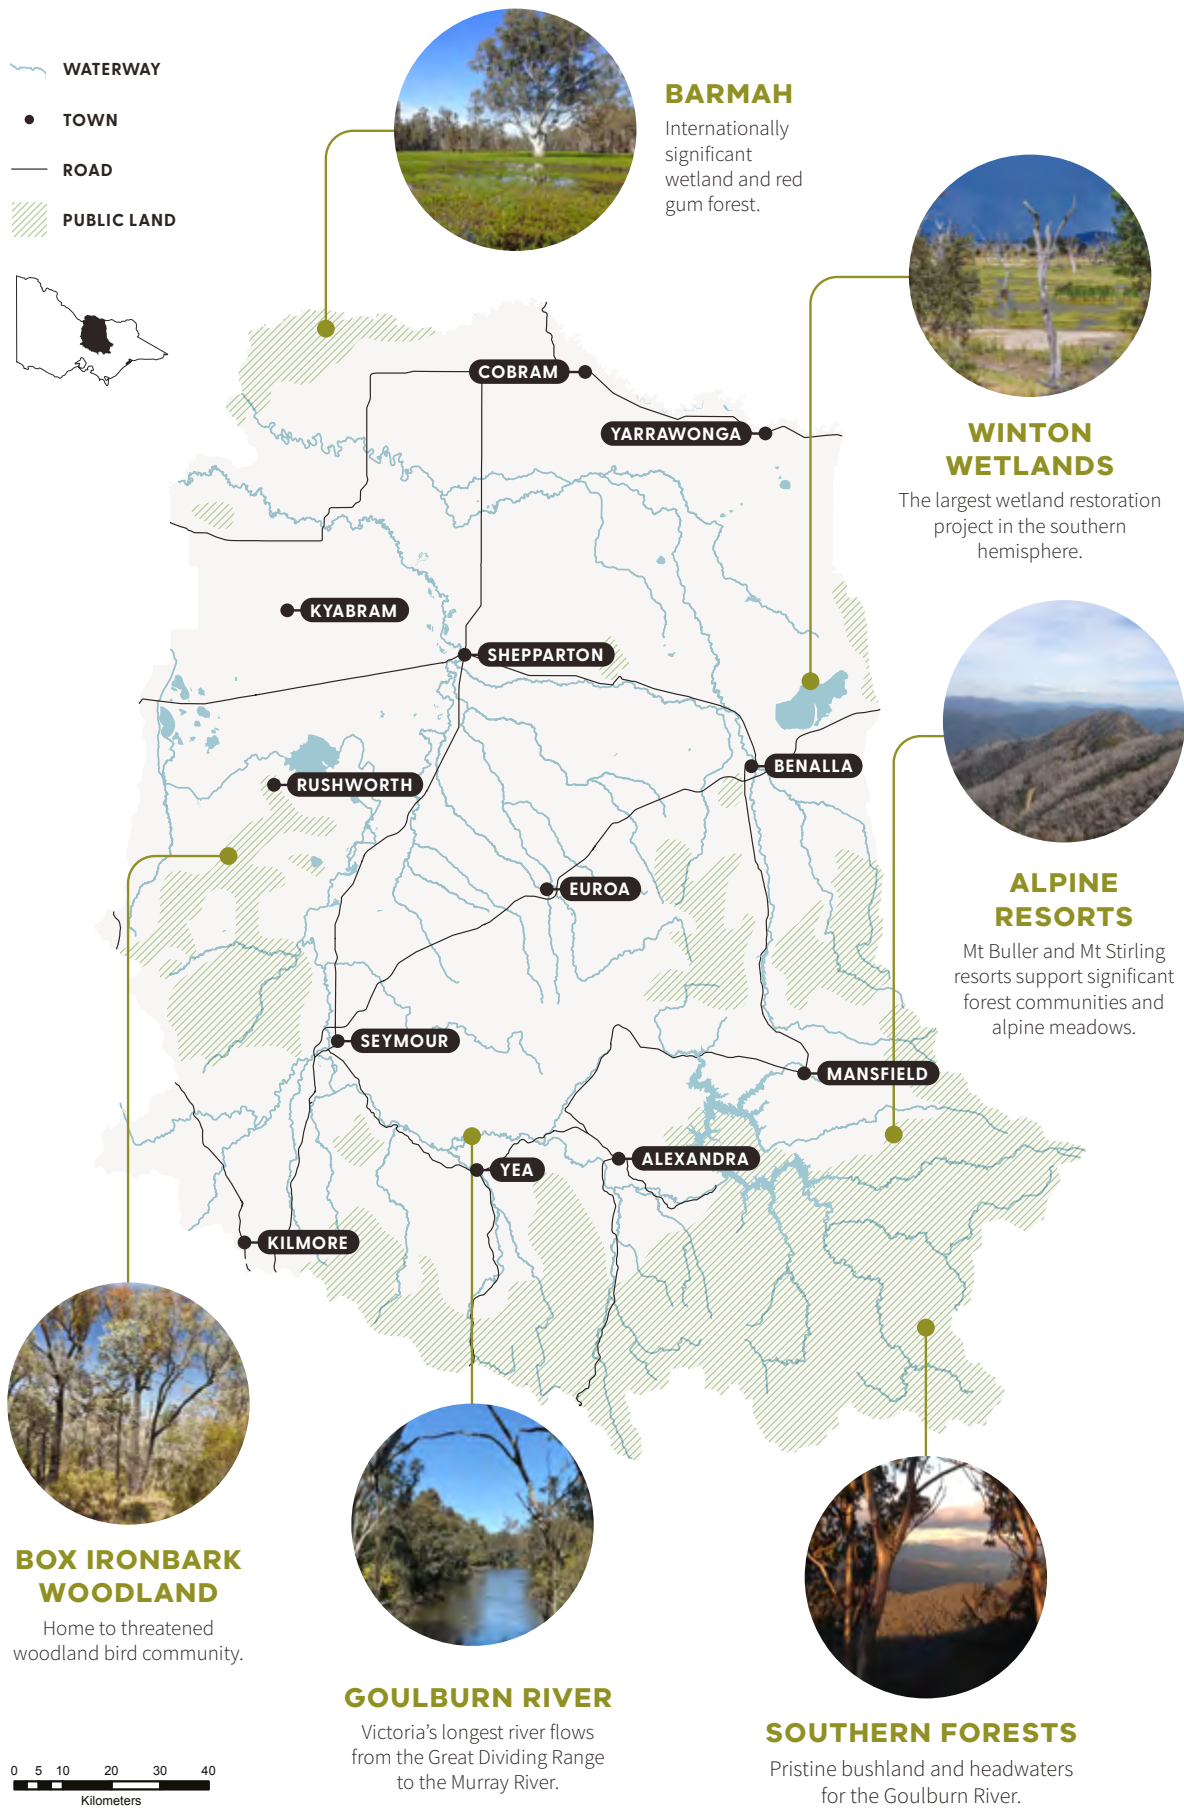 WATERWAY
TOWN
ROAD
PUBLIC LAND
BARMAH
Internationally
significant
wetland and red
gum forest.
WINTON
WETLANDS
The largest wetland restoration
project in the southern
hemisphere.
COBRAM
YARRAWONGA
KYABRAM
SHEPPARTON
RUSHWORTH
BENALLA
EUROA
ALPINE
RESORTS
Mt Buller and Mt Stirling
resorts support significant
forest communities and
alpine meadows.
SEYMOUR
MANSFIELD
YEA
ALEXANDRA
KILMORE
BOX IRONBARK
WOODLAND
Home to threatened
woodland bird community.
GOULBURN RIVER
Victoria's longest river flows
from the Great Dividing Range
to the Murray River.
SOUTHERN FORESTS
Pristine bushland and headwaters
for the Goulburn River.
0 5 10 20 30 40
Kilometers